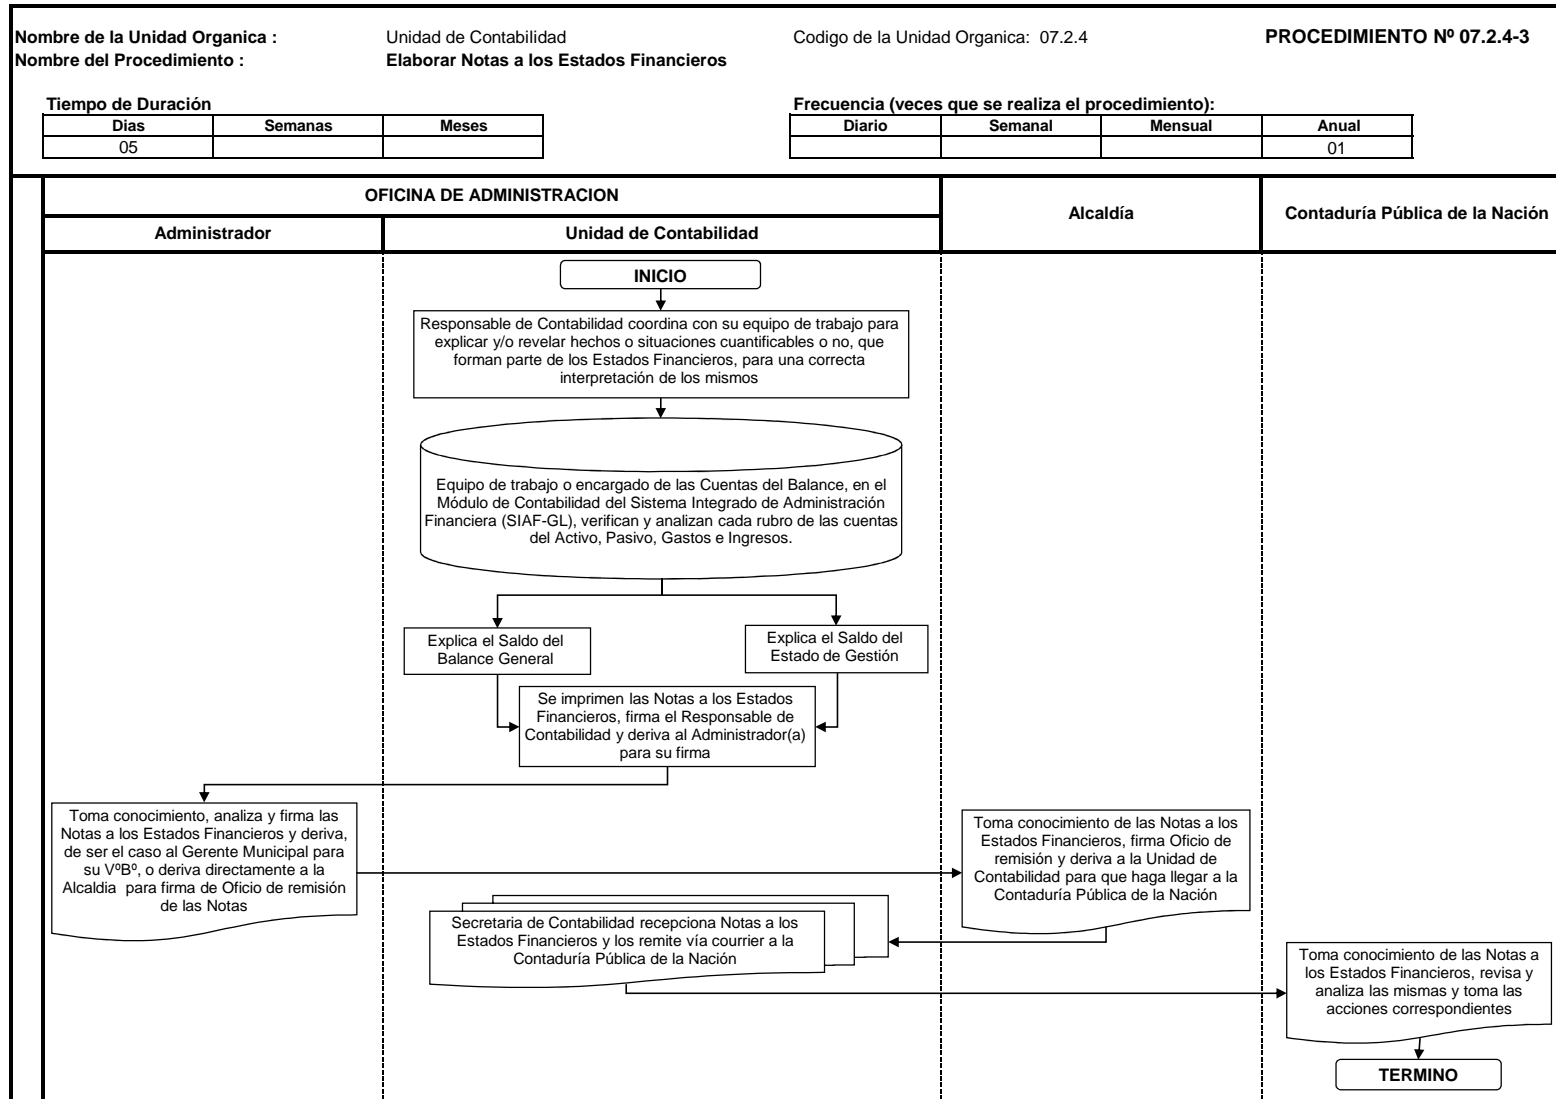 Nombre de la Unidad Organica : Unidad de Contabilidad Codigo de la Unidad Organica: 07.2.4 PROCEDIMIENTO Nº 07.2.4-3
Nombre del Procedimiento : Elaborar Notas a los Estados Financieros
Tiempo de Duración Frecuencia (veces que se realiza el procedimiento):
Dias Semanas Meses Diario Semanal Mensual Anual
05 01
OFICINA DE ADMINISTRACION
Alcaldía Contaduría Pública de la Nación
Administrador Unidad de Contabilidad
INICIO
Responsable de Contabilidad coordina con su equipo de trabajo para
explicar y/o revelar hechos o situaciones cuantificables o no, que
forman parte de los Estados Financieros, para una correcta
interpretación de los mismos
Equipo de trabajo o encargado de las Cuentas del Balance, en el
Módulo de Contabilidad del Sistema Integrado de Administración
Financiera (SIAF-GL), verifican y analizan cada rubro de las cuentas
del Activo, Pasivo, Gastos e Ingresos.
Explica el Saldo del
Balance General
Explica el Saldo del
Estado de Gestión
Se imprimen las Notas a los Estados
Financieros, firma el Responsable de
Contabilidad y deriva al Administrador(a)
para su firma
Toma conocimiento, analiza y firma las
Notas a los Estados Financieros y deriva,
de ser el caso al Gerente Municipal para
su VºBº, o deriva directamente a la
Alcaldia para firma de Oficio de remisión
de las Notas
Toma conocimiento de las Notas a los
Estados Financieros, firma Oficio de
remisión y deriva a la Unidad de
Contabilidad para que haga llegar a la
Contaduría Pública de la Nación
Secretaria de Contabilidad recepciona Notas a los
Estados Financieros y los remite vía courrier a la
Contaduría Pública de la Nación
Toma conocimiento de las Notas a
los Estados Financieros, revisa y
analiza las mismas y toma las
acciones correspondientes
TERMINO